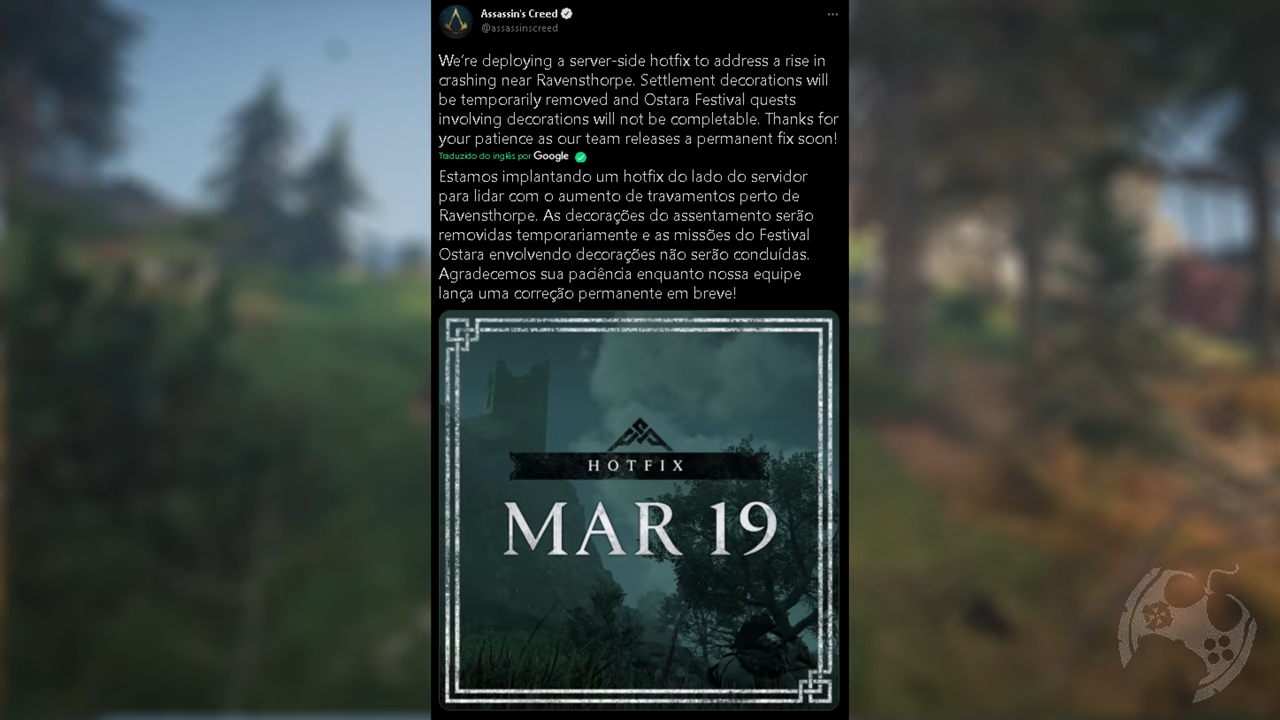 Assassin's Creed
@assassinscreed
We're deploying a server-side hotfix to address a rise in
crashing near Ravensthorpe. Settlement decorations will
be temporarily removed and Ostara Festival quests
involving decorations will not be completable. Thanks for
your patience as our team releases a permanent fix soon!
Traduzido do inglês por Google
Estamos implantando um hotfix do lado do servidor
para lidar com o aumento de travamentos perto de
Ravensthorpe. As decorações do assentamento serão
removidas temporariamente e as missões do Festival
Ostara envolvendo decorações não serão concluídas.
Agradecemos sua paciência enquanto nossa equipe
lança uma correção permanente em breve!
HOTFIX
MAR 19